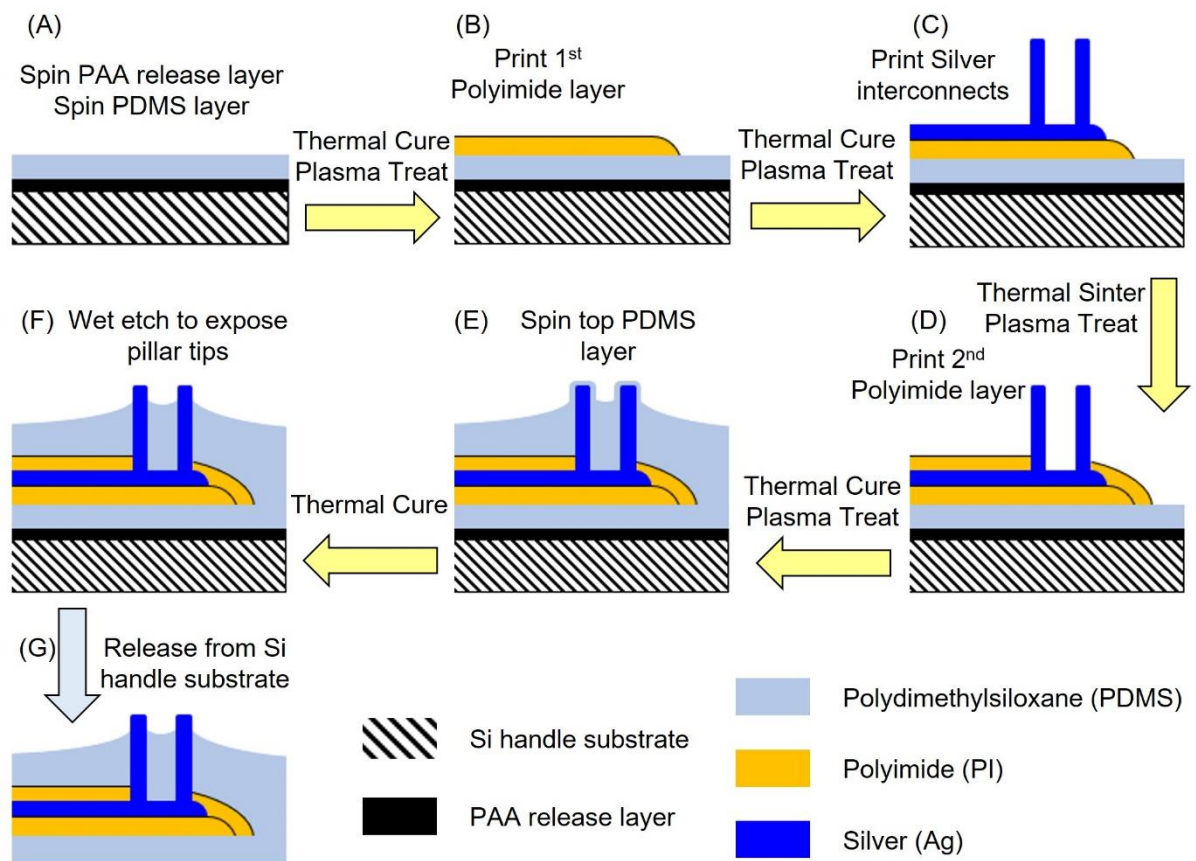 (A)
Spin PAA release layer
Spin PDMS layer
Thermal Cure
Plasma Treat
(B)
Print 1st
Polyimide layer
Thermal Cure
Plasma Treat
(C)
Print Silver
interconnects
Thermal Sinter
Plasma Treat
(D)
Print 2nd
Polyimide layer
Thermal Cure
Plasma Treat
(E)
Spin top PDMS
layer
Thermal Cure
(F)
Wet etch to expose
pillar tips
(G)
Release from Si
handle substrate
Si handle substrate
PAA release layer
Polydimethylsiloxane (PDMS)
Polyimide (PI)
Silver (Ag)